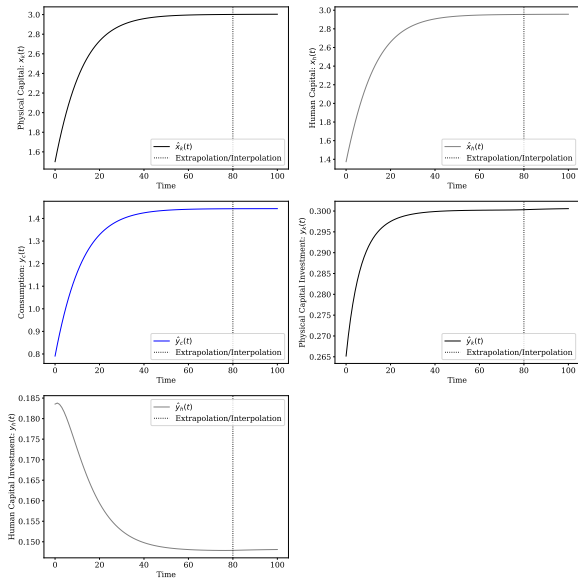 Physical Capital: x_k(t)
3.0
2.8
2.6
2.4
2.2
2.0
1.8
1.6
0 20 40 60 80 100
Time
x̂_k(t)
Extrapolation/Interpolation
Human Capital: x_h(t)
3.0
2.8
2.6
2.4
2.2
2.0
1.8
1.6
1.4
0 20 40 60 80 100
Time
x̂_h(t)
Extrapolation/Interpolation
Consumption: y_c(t)
1.4
1.3
1.2
1.1
1.0
0.9
0.8
0 20 40 60 80 100
Time
ŷ_c(t)
Extrapolation/Interpolation
Physical Capital Investment: y_k(t)
0.300
0.295
0.290
0.285
0.280
0.275
0.270
0.265
0 20 40 60 80 100
Time
ŷ_k(t)
Extrapolation/Interpolation
Human Capital Investment: y_h(t)
0.185
0.180
0.175
0.170
0.165
0.160
0.155
0.150
0 20 40 60 80 100
Time
ŷ_h(t)
Extrapolation/Interpolation